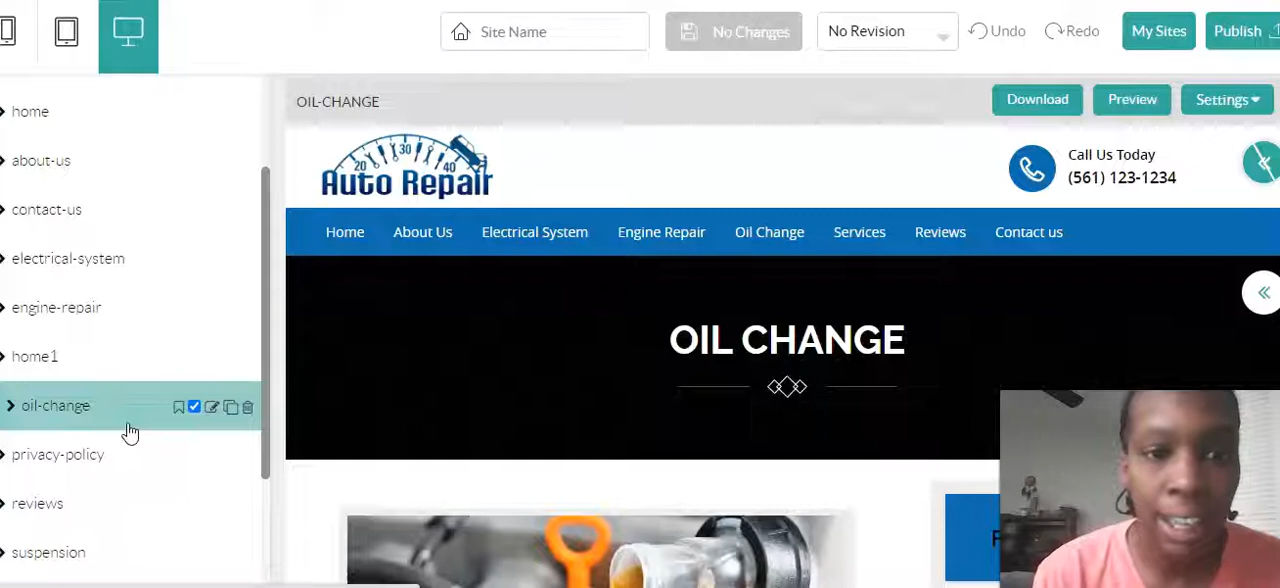 Site Name
No Changes
No Revision
Undo
Redo
My Sites
Publish
home
about-us
contact-us
electrical-system
engine-repair
home1
oil-change
privacy-policy
reviews
suspension
OIL-CHANGE
Download
Preview
Settings
20 30 40
Auto Repair
Call Us Today
(561) 123-1234
Home About Us Electrical System Engine Repair Oil Change Services Reviews Contact us
OIL CHANGE